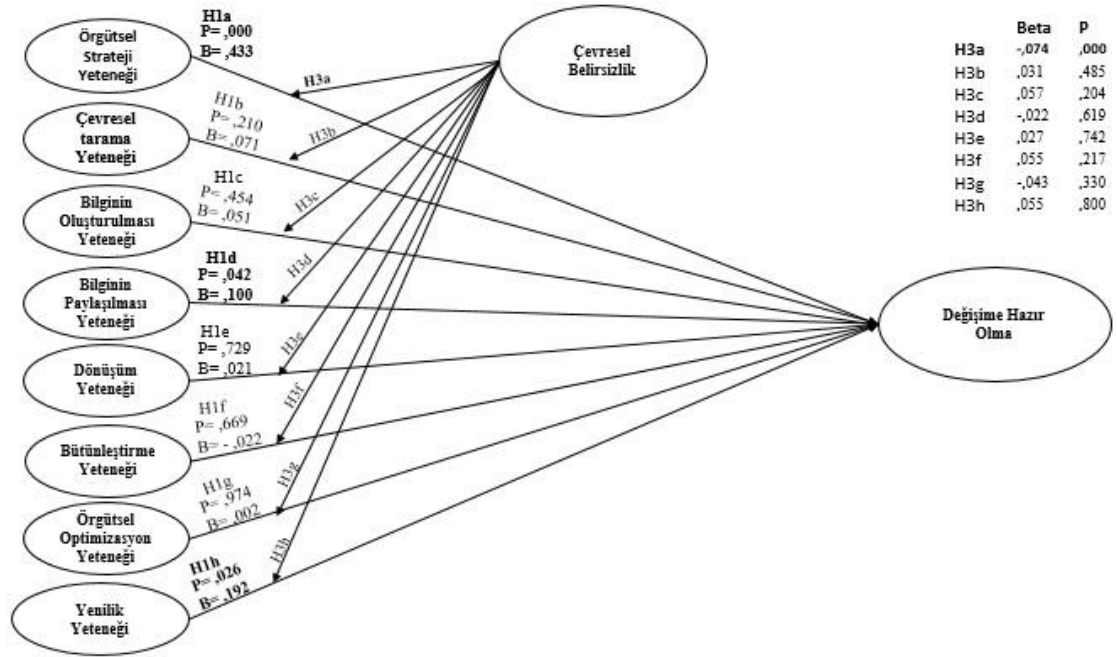 Örgütsel
Strateji
Yeteneği
H1a
P= ,000
B= ,433
Çevresel
Belirsizlik
Beta p
H3a -,074 ,000
H3b ,031 ,485
H3c ,057 ,204
H3d -,022 ,619
H3e ,027 ,742
H3f ,055 ,217
H3g -,043 ,330
H3h ,055 ,800
H3a
Çevresel
tarama
Yeteneği
H1b
P= ,210
B= ,071
H3b
Bilginin
Oluşturulması
Yeteneği
H1c
P= ,454
B= ,051
H3c
Bilginin
Paylaşılması
Yeteneği
H1d
P= ,042
B= ,100
H3d
Değişime Hazır
Olma
Dönüşüm
Yeteneği
H1e
P= ,729
B= ,021
H3e
Bütünleştirme
Yeteneği
H1f
P= ,669
B= - ,022
H3f
Örgütsel
Optimizasyon
Yeteneği
H1g
P= ,974
B= ,002
H3g
Yenilik
Yeteneği
H1h
P= ,026
B= ,192
H3h